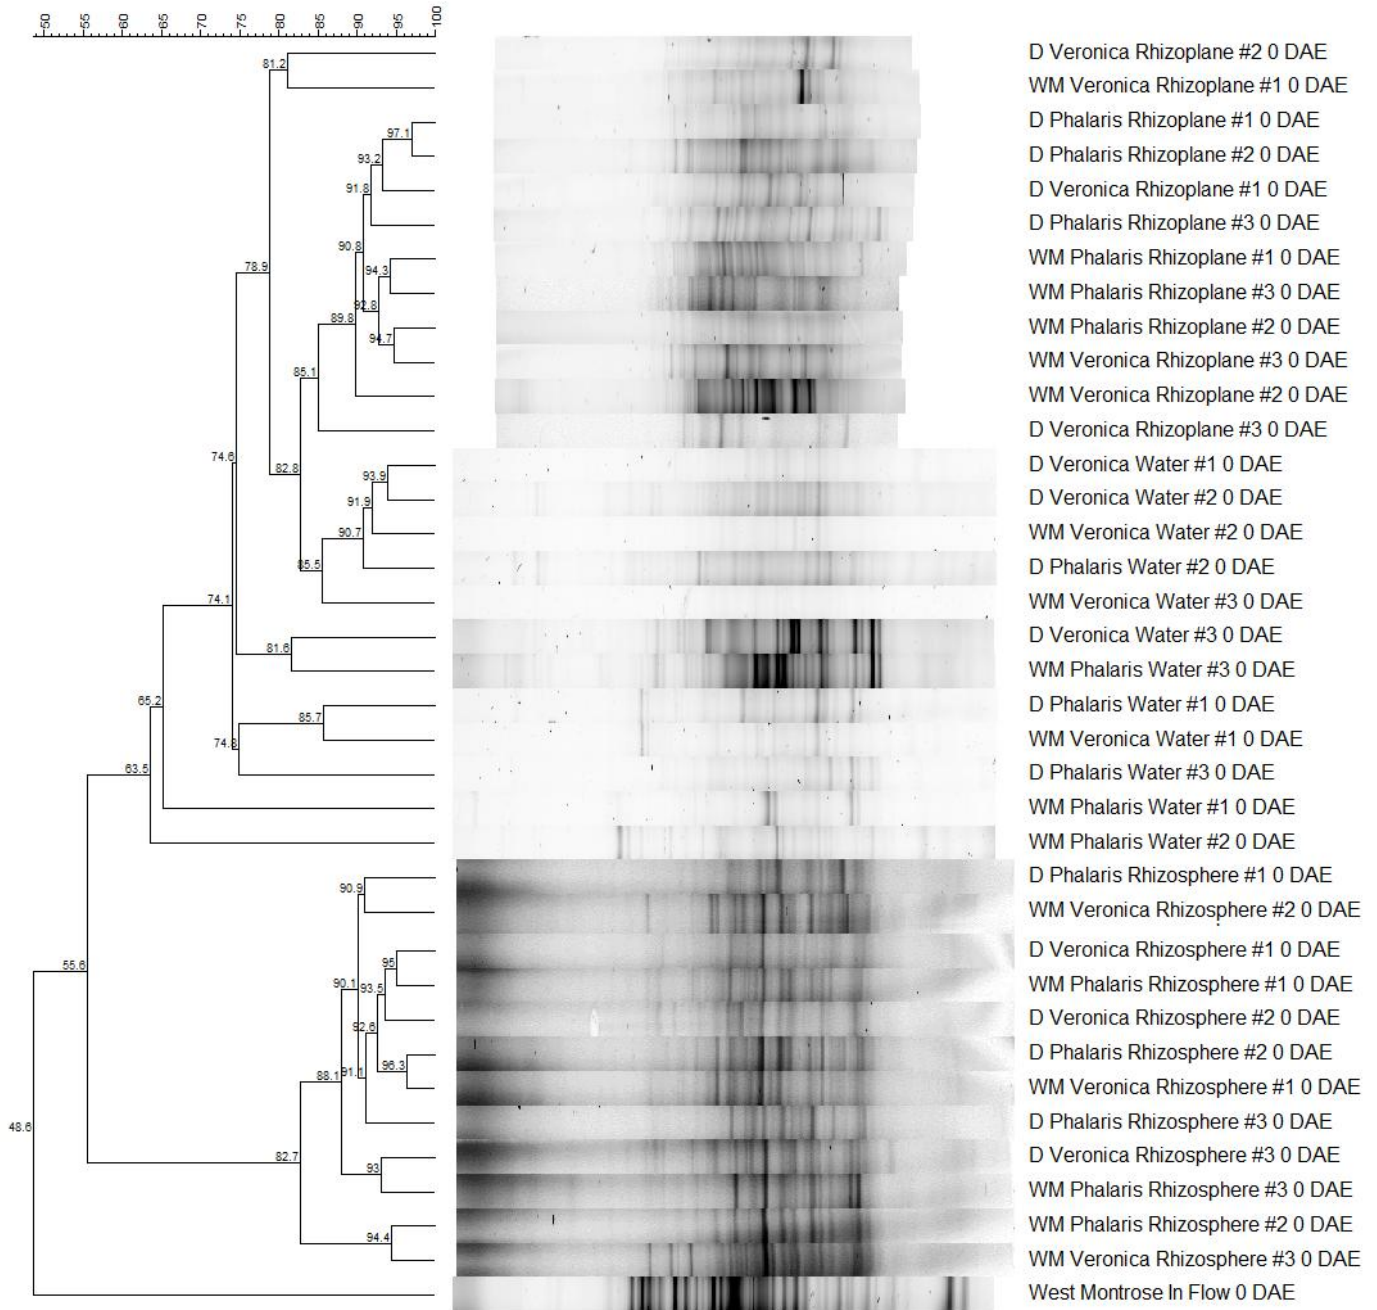 50 55 60 65 70 75 80 85 90 95 100
81.2 D Veronica Rhizoplane #2 0 DAE
WM Veronica Rhizoplane #1 0 DAE
97.1 D Phalaris Rhizoplane #1 0 DAE
93.2 D Phalaris Rhizoplane #2 0 DAE
91.8 D Veronica Rhizoplane #1 0 DAE
D Phalaris Rhizoplane #3 0 DAE
90.8
78.9 94.3 WM Phalaris Rhizoplane #1 0 DAE
92.8 WM Phalaris Rhizoplane #3 0 DAE
89.8 WM Phalaris Rhizoplane #2 0 DAE
94.7
85.1 WM Veronica Rhizoplane #3 0 DAE
WM Veronica Rhizoplane #2 0 DAE
D Veronica Rhizoplane #3 0 DAE
74.6 82.8 93.9 D Veronica Water #1 0 DAE
91.9 D Veronica Water #2 0 DAE
90.7 WM Veronica Water #2 0 DAE
85.5 D Phalaris Water #2 0 DAE
74.1 WM Veronica Water #3 0 DAE
81.6 D Veronica Water #3 0 DAE
WM Phalaris Water #3 0 DAE
65.2 85.7 D Phalaris Water #1 0 DAE
74.8 WM Veronica Water #1 0 DAE
63.5 D Phalaris Water #3 0 DAE
WM Phalaris Water #1 0 DAE
WM Phalaris Water #2 0 DAE
90.9 D Phalaris Rhizosphere #1 0 DAE
WM Veronica Rhizosphere #2 0 DAE
55.6 95 D Veronica Rhizosphere #1 0 DAE
90.1 93.5 WM Phalaris Rhizosphere #1 0 DAE
92.6 D Veronica Rhizosphere #2 0 DAE
96.3 D Phalaris Rhizosphere #2 0 DAE
88.1 91.1 WM Veronica Rhizosphere #1 0 DAE
48.6 D Phalaris Rhizosphere #3 0 DAE
82.7 93 D Veronica Rhizosphere #3 0 DAE
WM Phalaris Rhizosphere #3 0 DAE
94.4 WM Phalaris Rhizosphere #2 0 DAE
WM Veronica Rhizosphere #3 0 DAE
West Montrose In Flow 0 DAE